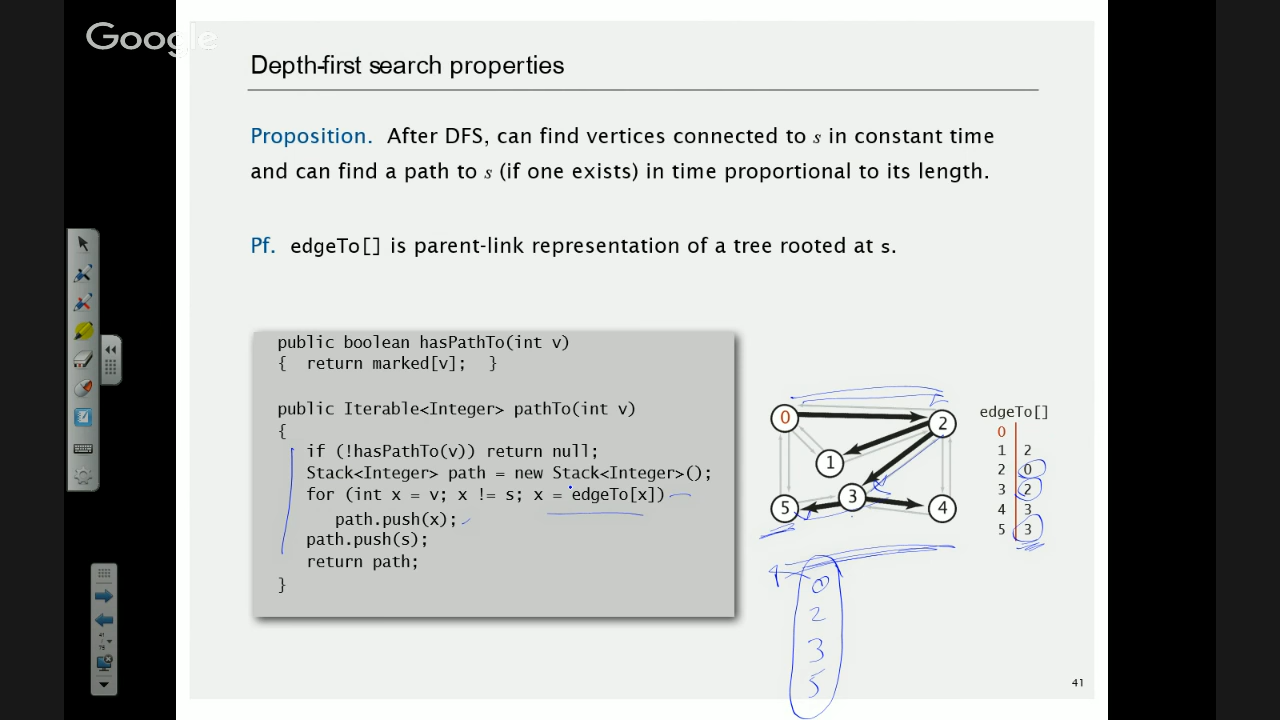 Google
Depth-first search properties
Proposition. After DFS, can find vertices connected to s in constant time
and can find a path to s (if one exists) in time proportional to its length.
Pf. edgeTo[] is parent-link representation of a tree rooted at s.
public boolean hasPathTo(int v)
{ return marked[v]; }
public Iterable<Integer> pathTo(int v)
{
if (!hasPathTo(v)) return null;
Stack<Integer> path = new Stack<Integer>();
for (int x = v; x != s; x = edgeTo[x])
path.push(x);
path.push(s);
return path;
}
0
2
1
3
5
4
edgeTo[]
0
1 2
2 0
3 2
4 3
5 3
0
2
3
5
41